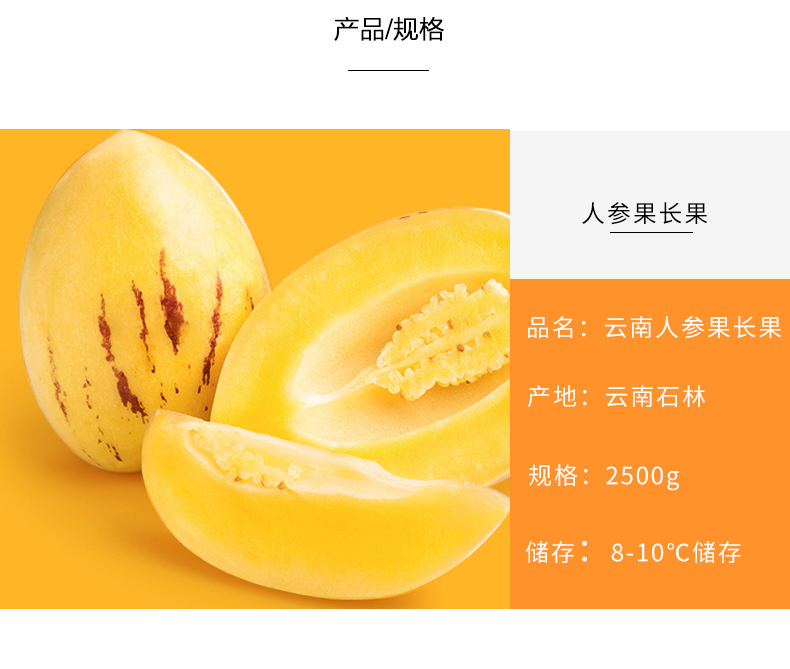 产品/规格
人参果长果
品名：云南人参果长果
产地：云南石林
规格：2500g
储存：8-10℃储存